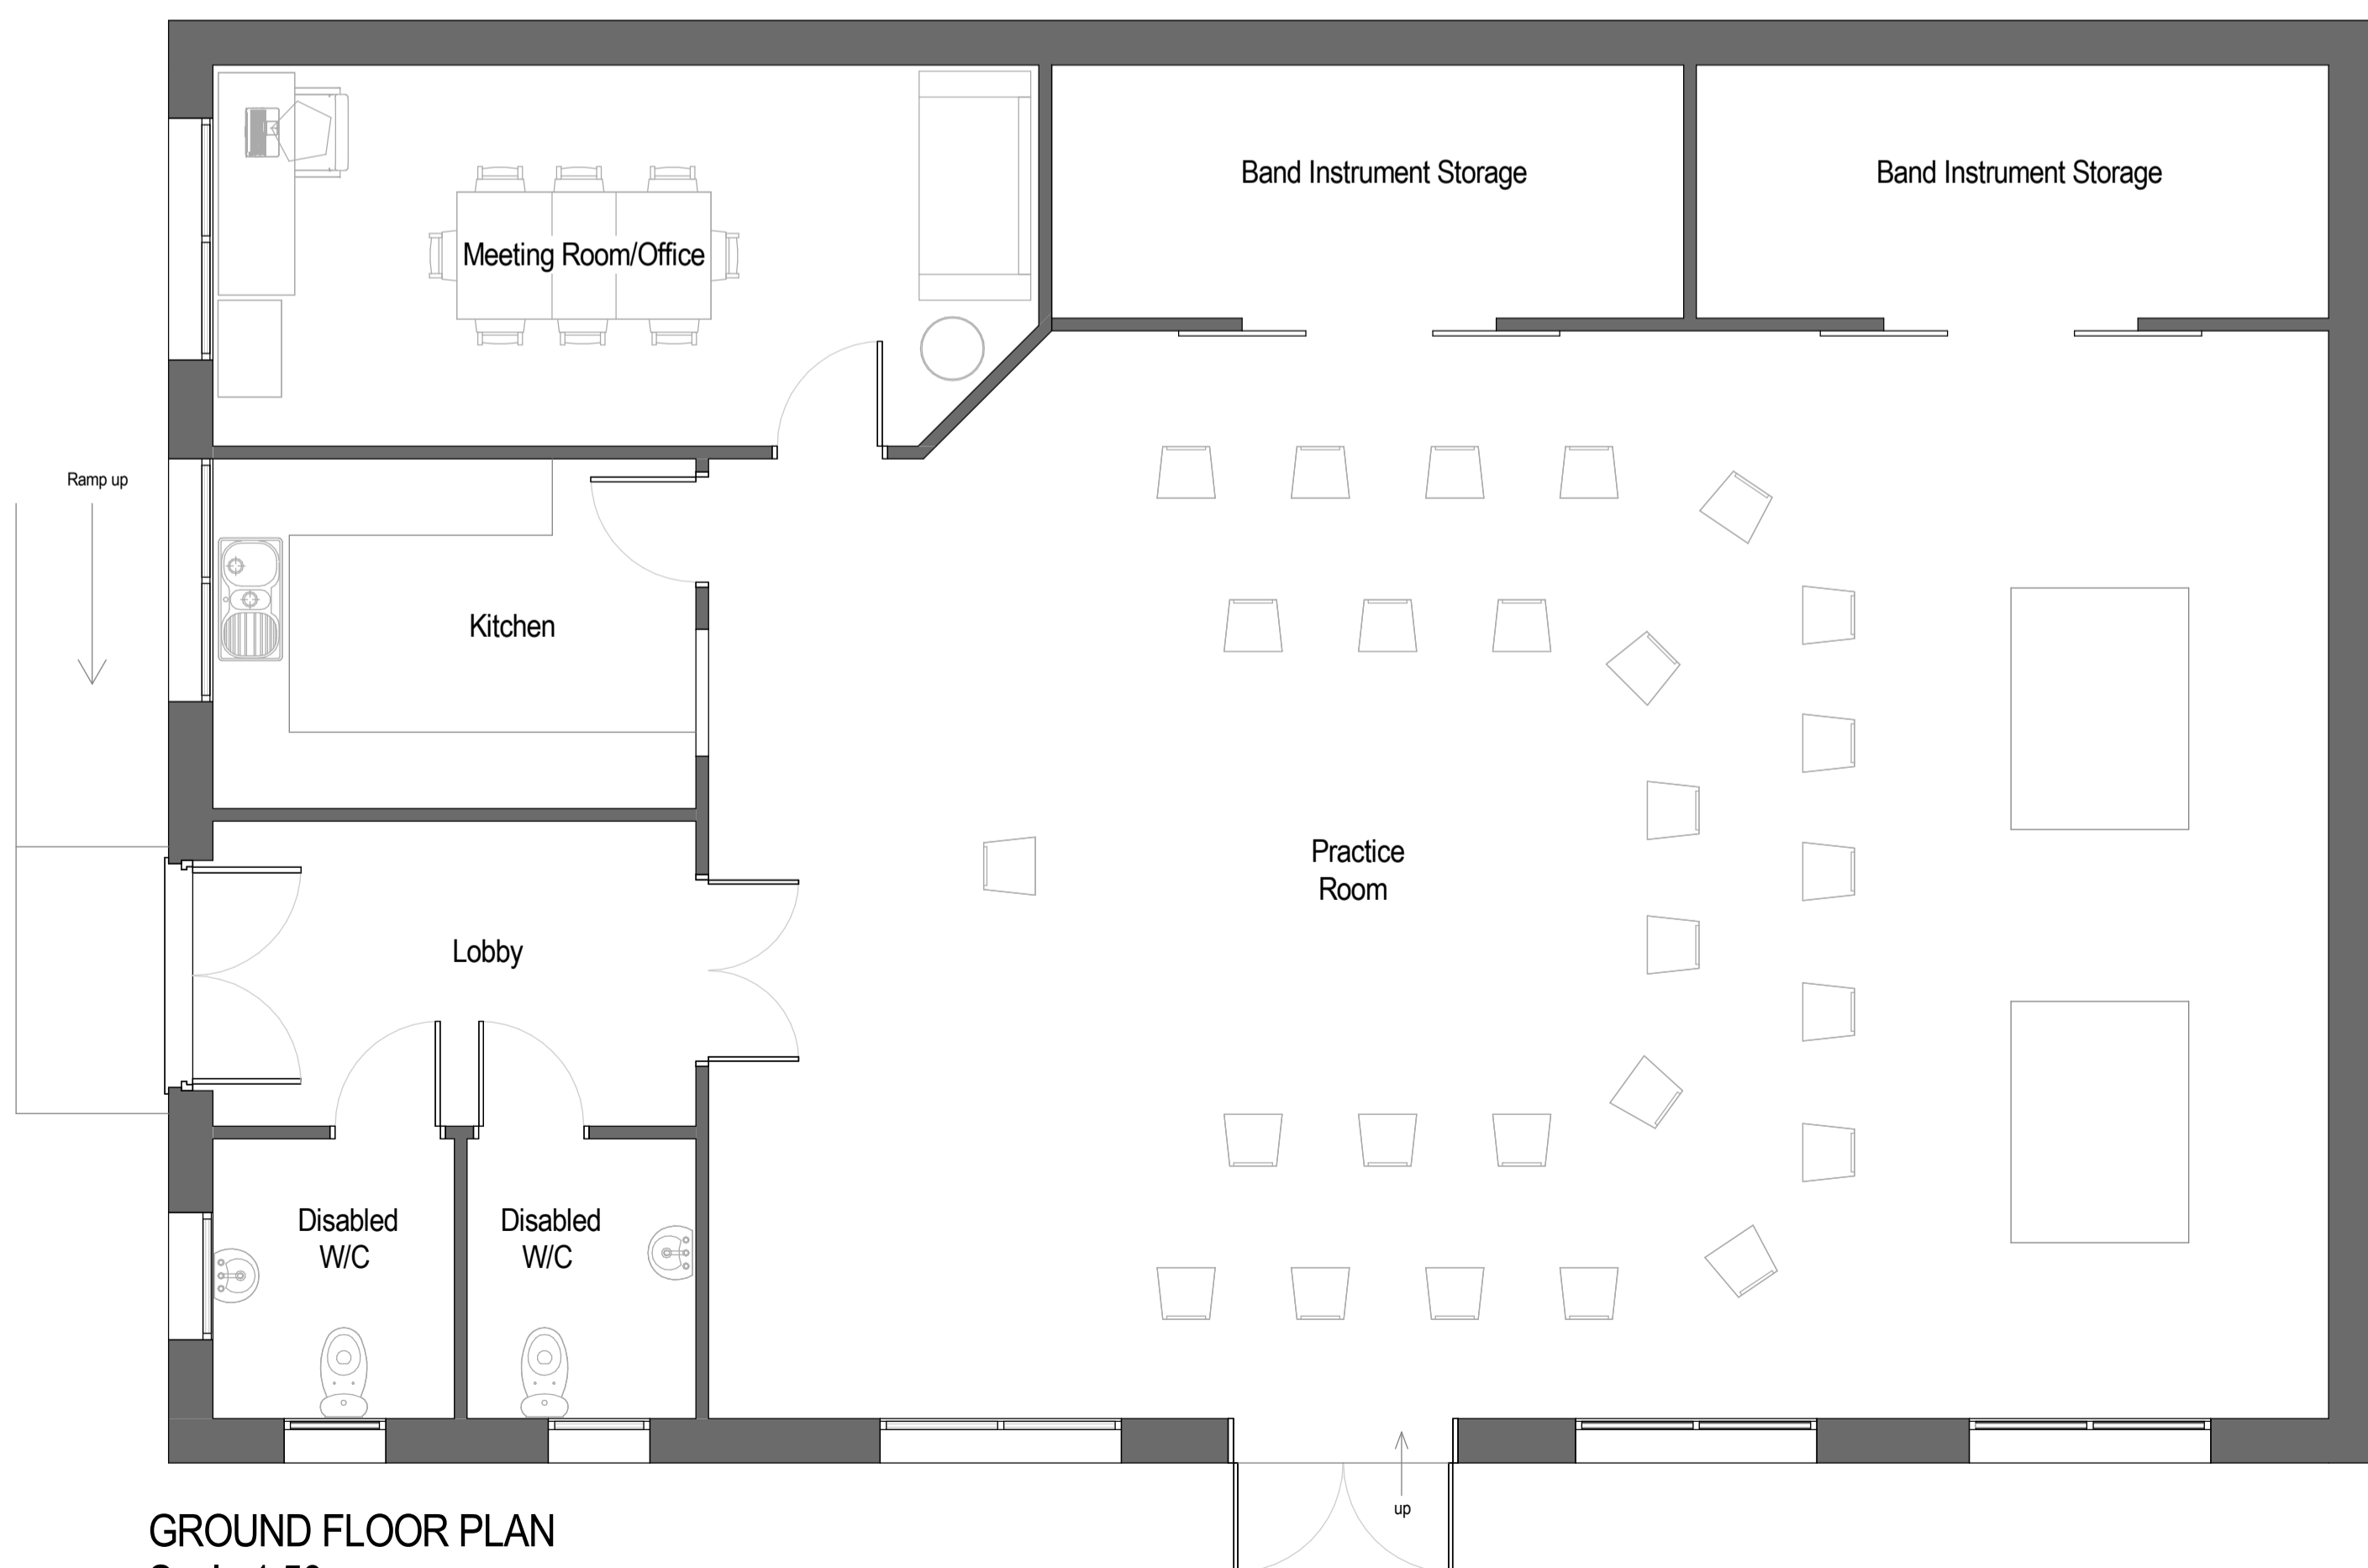 Band Instrument Storage
Band Instrument Storage
Meeting Room/Office
Ramp up
Kitchen
Practice
Room
Lobby
Disabled
W/C
Disabled
W/C
up
GROUND FLOOR PLAN